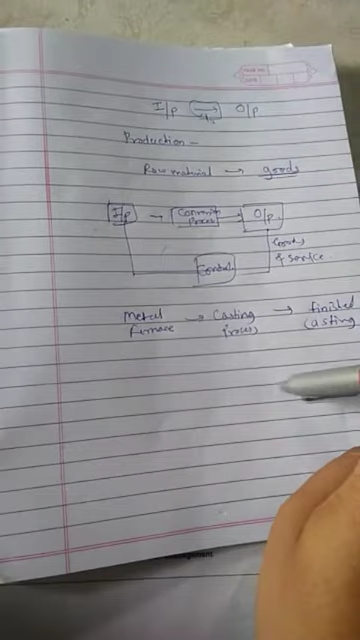 I/p → O/p
Production -
Raw material → goods
I/p → Conversion Process → O/p
Goods
& Service
Control
Metal → Casting → finished
furnace Process casting